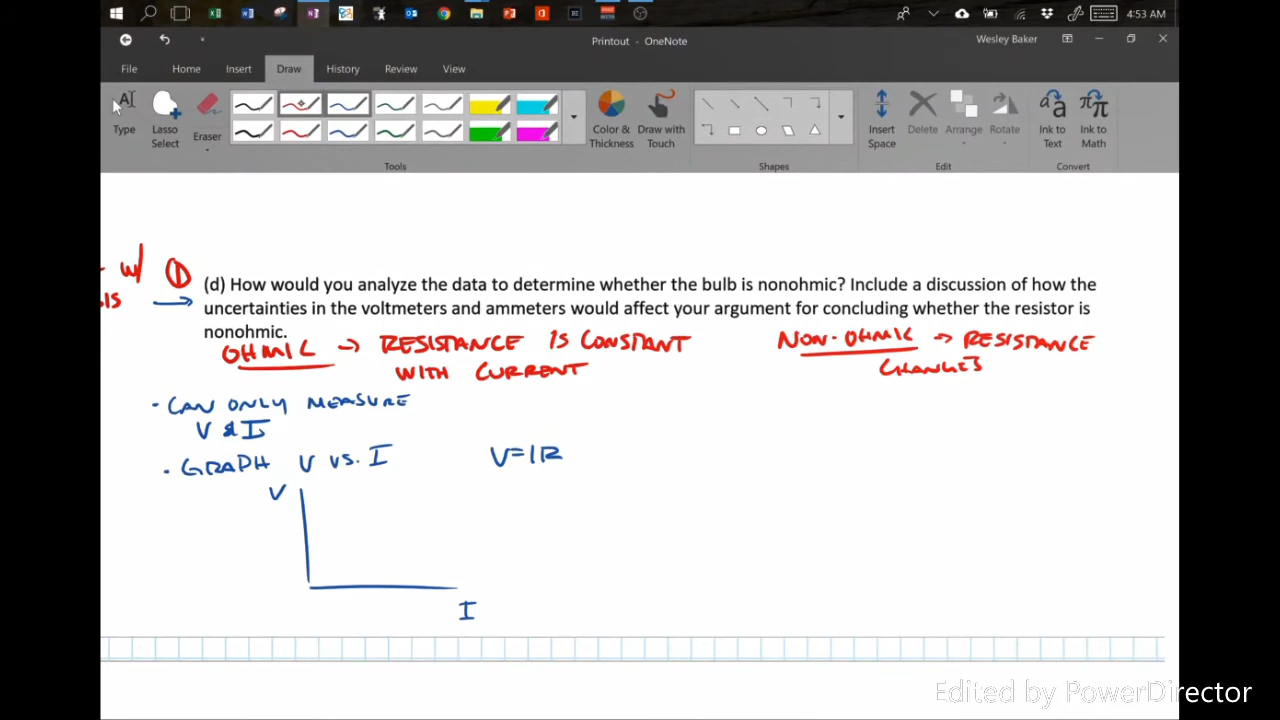 4:53 AM
Printout - OneNote
Wesley Baker
File Home Insert Draw History Review View
Type
Lasso Select
Eraser
Color & Thickness
Draw with Touch
Insert Space
Delete
Arrange
Rotate
Ink to Text
Ink to Math
Tools
Shapes
Edit
Convert
w/ ①
(d) How would you analyze the data to determine whether the bulb is nonohmic? Include a discussion of how the
uncertainties in the voltmeters and ammeters would affect your argument for concluding whether the resistor is
nonohmic.
OHMIC → RESISTANCE IS CONSTANT
WITH CURRENT
NON-OHMIC → RESISTANCE
CHANGES
• CAN ONLY MEASURE
V & I
• GRAPH V VS. I
V=IR
V
I
Edited by PowerDirector